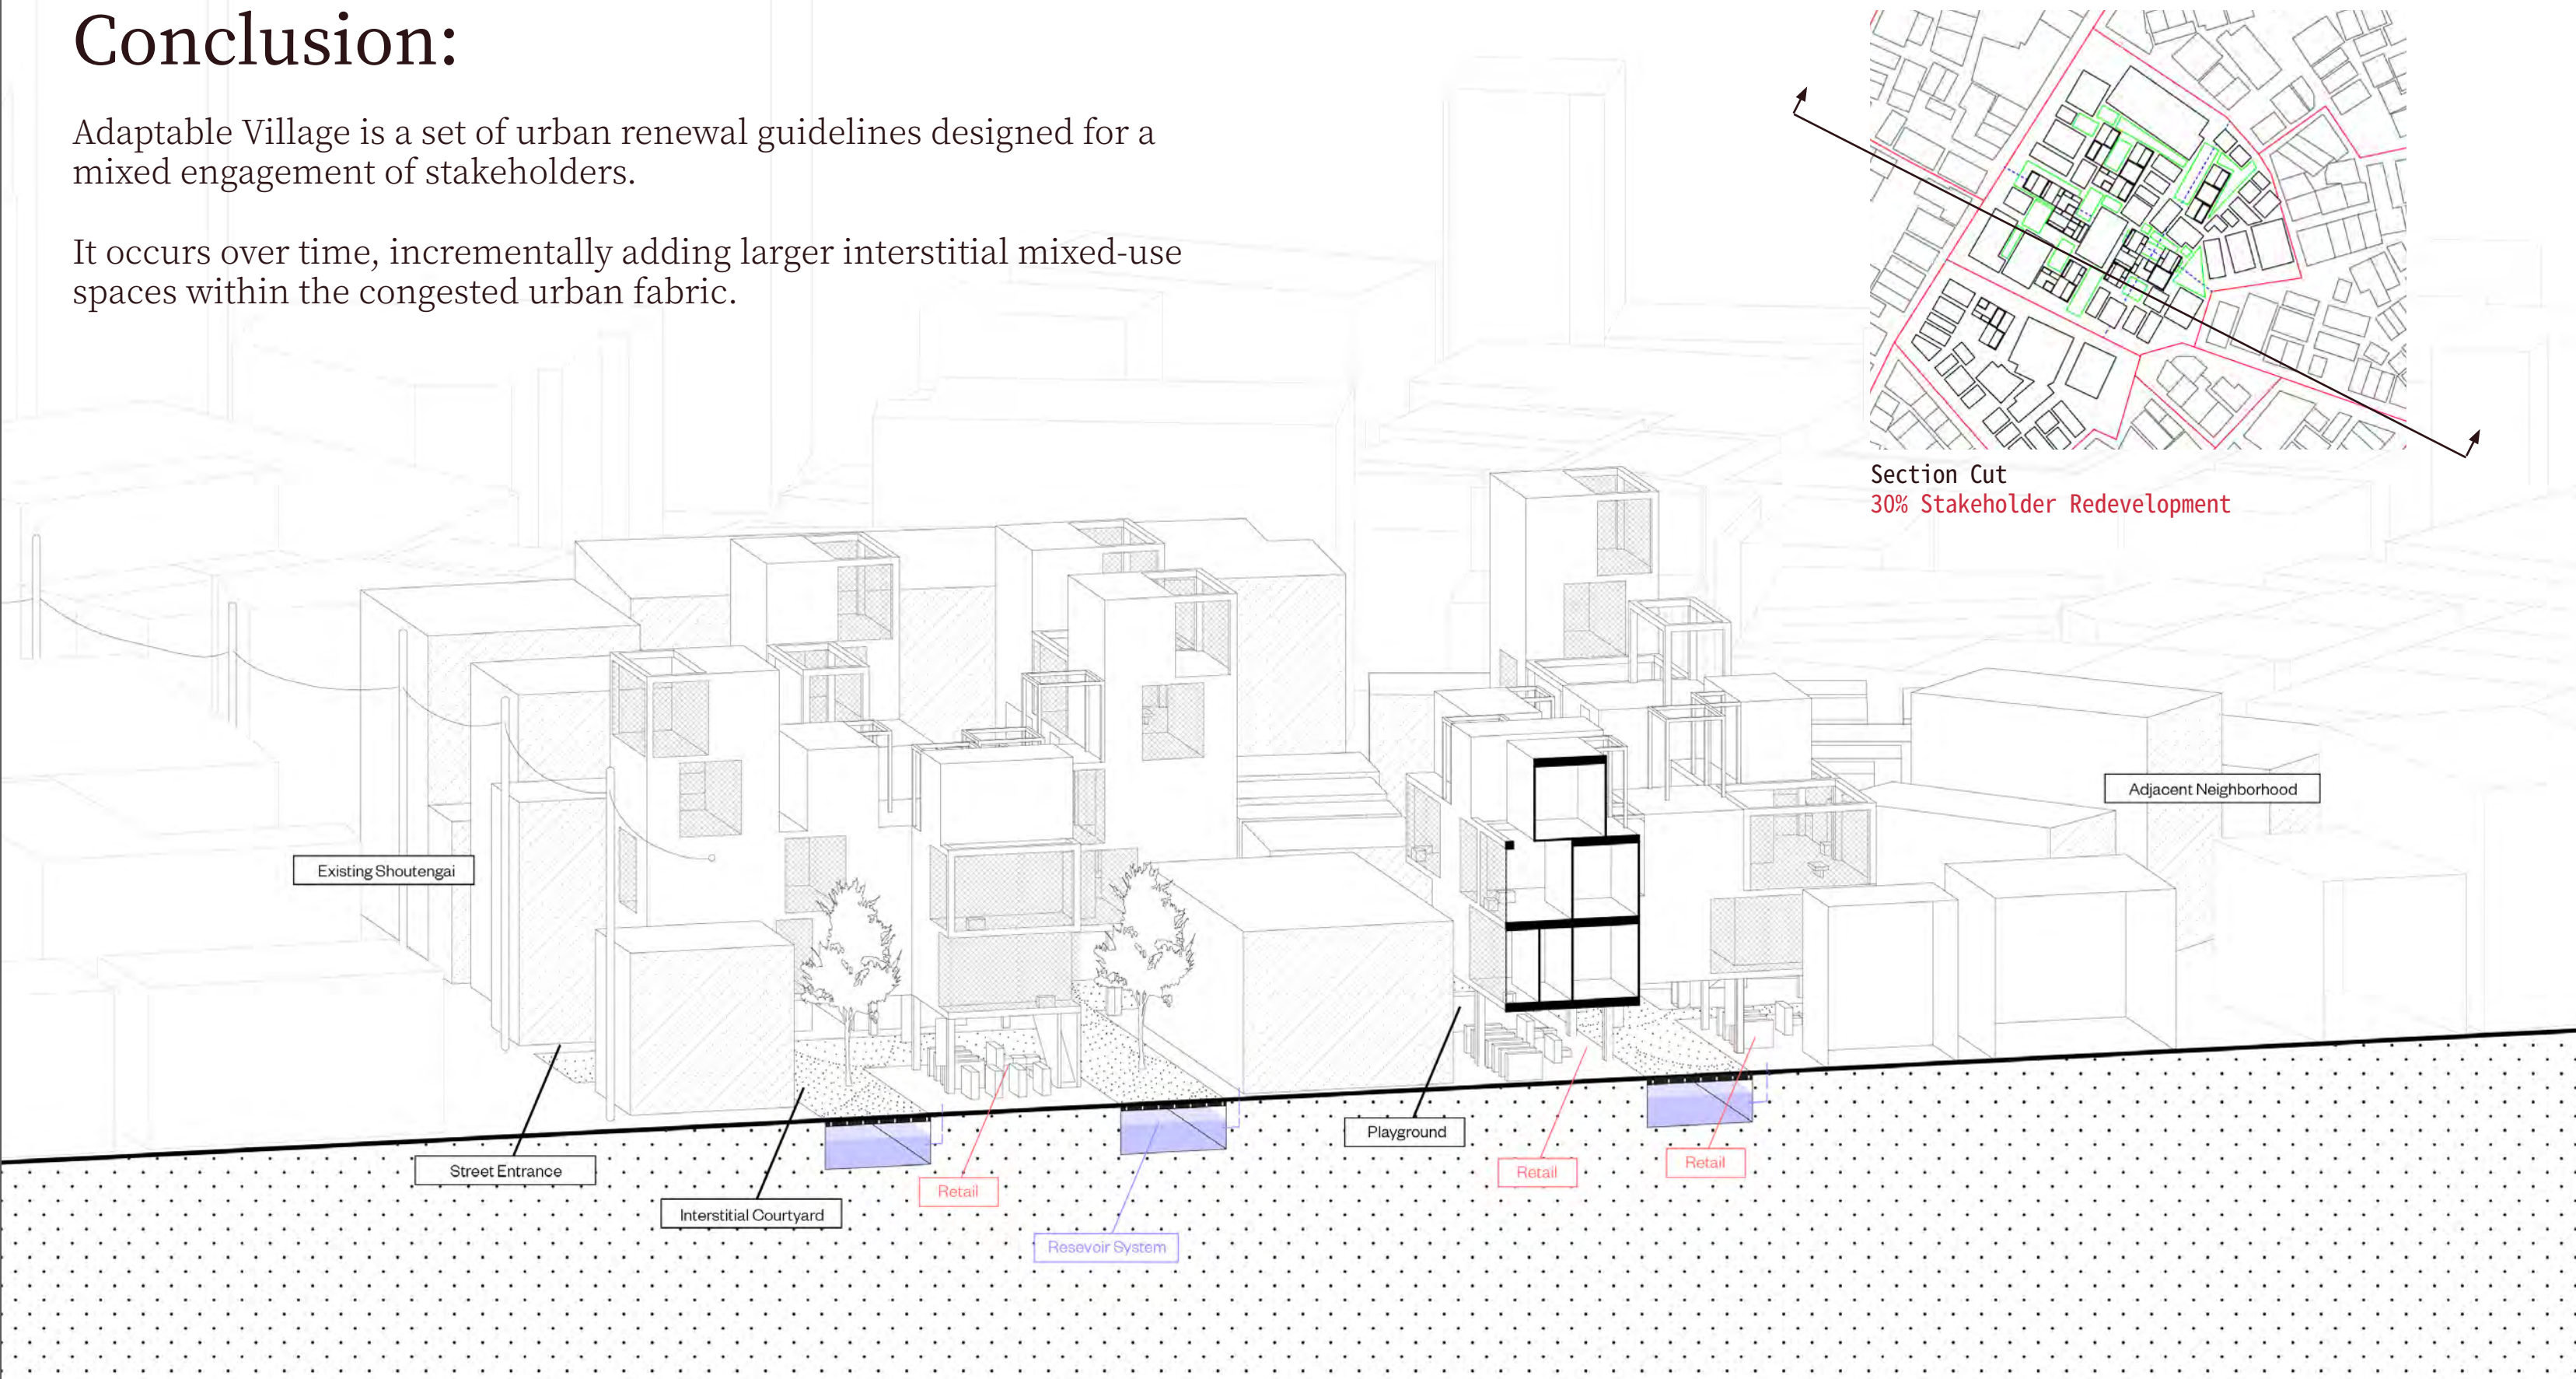 Conclusion:
Adaptable Village is a set of urban renewal guidelines designed for a
mixed engagement of stakeholders.
It occurs over time, incrementally adding larger interstitial mixed-use
spaces within the congested urban fabric.
Section Cut
30% Stakeholder Redevelopment
Adjacent Neighborhood
Existing Shoutengai
Playground
Street Entrance
Retail
Retail
Retail
Interstitial Courtyard
Resevoir System